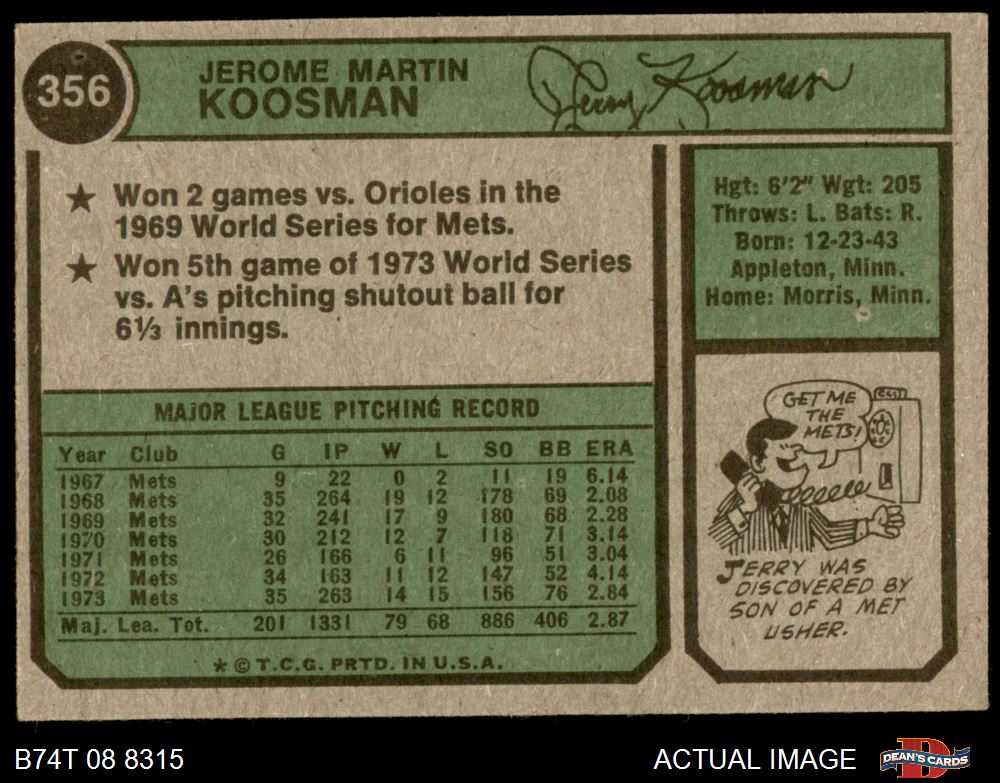 356
JEROME MARTIN
KOOSMAN
Jerry Koosman
★ Won 2 games vs. Orioles in the
1969 World Series for Mets.
★ Won 5th game of 1973 World Series
vs. A's pitching shutout ball for
6⅓ innings.
Hgt: 6'2" Wgt: 205
Throws: L. Bats: R.
Born: 12-23-43
Appleton, Minn.
Home: Morris, Minn.
MAJOR LEAGUE PITCHING RECORD
Year Club G IP W L SO BB ERA
1967 Mets 9 22 0 2 11 19 6.14
1968 Mets 35 264 19 12 178 69 2.08
1969 Mets 32 241 17 9 180 68 2.28
1970 Mets 30 212 12 7 118 71 3.14
1971 Mets 26 166 6 11 96 51 3.04
1972 Mets 34 163 11 12 147 52 4.14
1973 Mets 35 263 14 15 156 76 2.84
Maj. Lea. Tot. 201 1331 79 68 886 406 2.87
* © T.C.G. PRTD. IN U.S.A.
GET ME
THE
METS!
JERRY WAS
DISCOVERED BY
SON OF A MET
USHER.
B74T 08 8315
ACTUAL IMAGE
DEAN'S CARDS